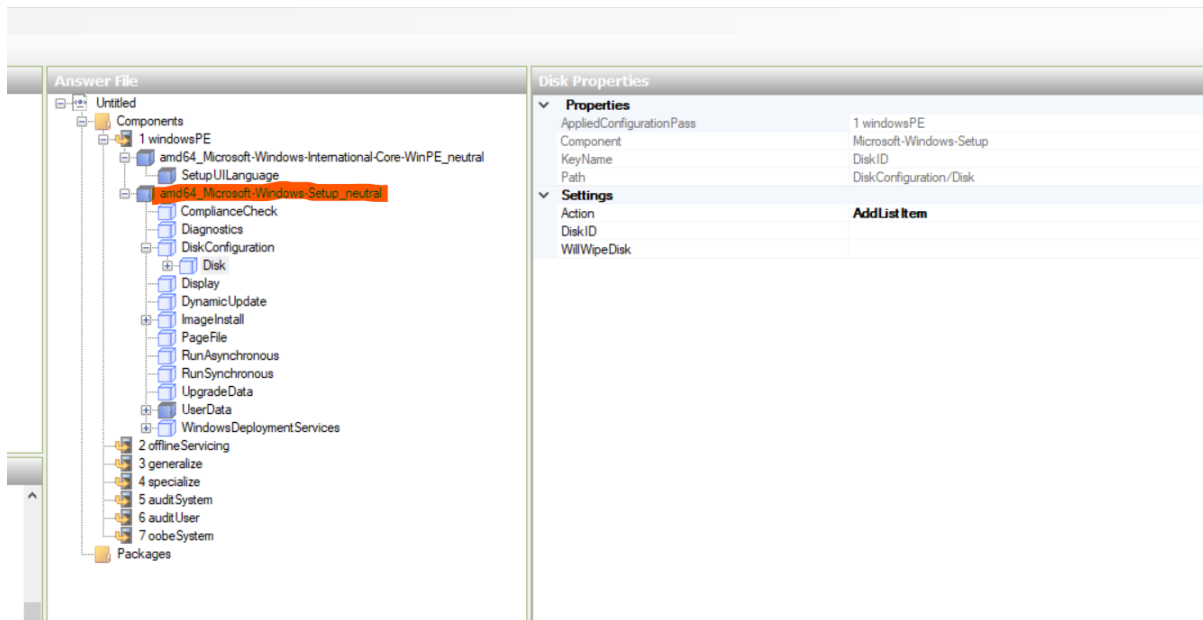 Answer File
Untitled
Components
1 windowsPE
amd64_Microsoft-Windows-International-Core-WinPE_neutral
SetupUILanguage
amd64_Microsoft-Windows-Setup_neutral
ComplianceCheck
Diagnostics
DiskConfiguration
Disk
Display
DynamicUpdate
ImageInstall
PageFile
RunAsynchronous
RunSynchronous
UpgradeData
UserData
WindowsDeploymentServices
2 offlineServicing
3 generalize
4 specialize
5 auditSystem
6 auditUser
7 oobeSystem
Packages
Disk Properties
Properties
AppliedConfigurationPass 1 windowsPE
Component Microsoft-Windows-Setup
KeyName DiskID
Path DiskConfiguration/Disk
Settings
Action AddListItem
DiskID
WillWipeDisk